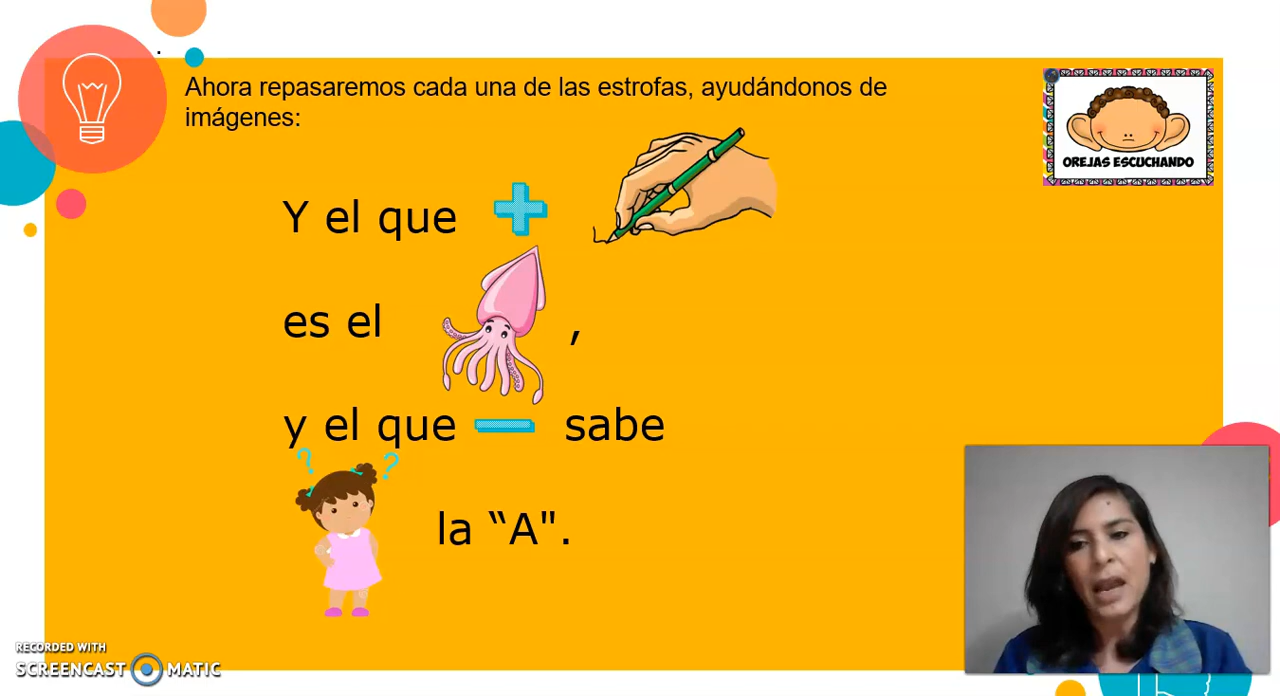 Ahora repasaremos cada una de las estrofas, ayudándonos de
imágenes:
OREJAS ESCUCHANDO
Y el que
es el ,
y el que sabe
? ?
la “A".
RECORDED WITH
SCREENCAST MATIC